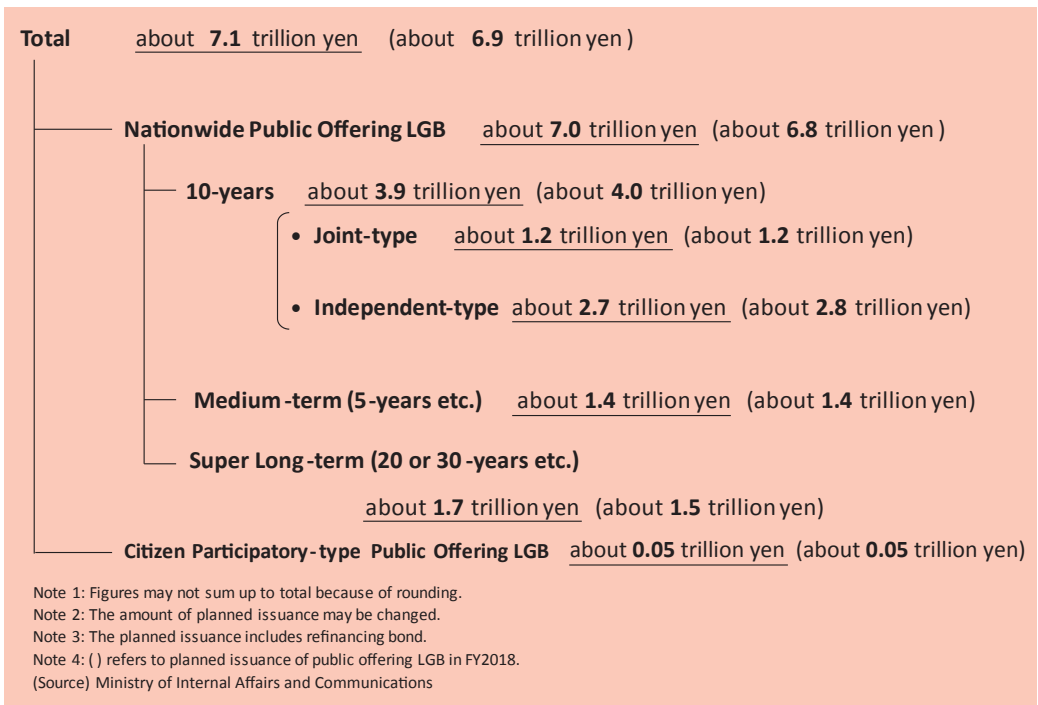 Total about 7.1 trillion yen (about 6.9 trillion yen )
Nationwide Public Offering LGB about 7.0 trillion yen (about 6.8 trillion yen )
10-years about 3.9 trillion yen (about 4.0 trillion yen)
• Joint-type about 1.2 trillion yen (about 1.2 trillion yen)
• Independent-type about 2.7 trillion yen (about 2.8 trillion yen)
Medium -term (5-years etc.) about 1.4 trillion yen (about 1.4 trillion yen)
Super Long-term (20 or 30 -years etc.)
about 1.7 trillion yen (about 1.5 trillion yen)
Citizen Participatory-type Public Offering LGB about 0.05 trillion yen (about 0.05 trillion yen)
Note 1: Figures may not sum up to total because of rounding.
Note 2: The amount of planned issuance may be changed.
Note 3: The planned issuance includes refinancing bond.
Note 4: ( ) refers to planned issuance of public offering LGB in FY2018.
(Source) Ministry of Internal Affairs and Communications